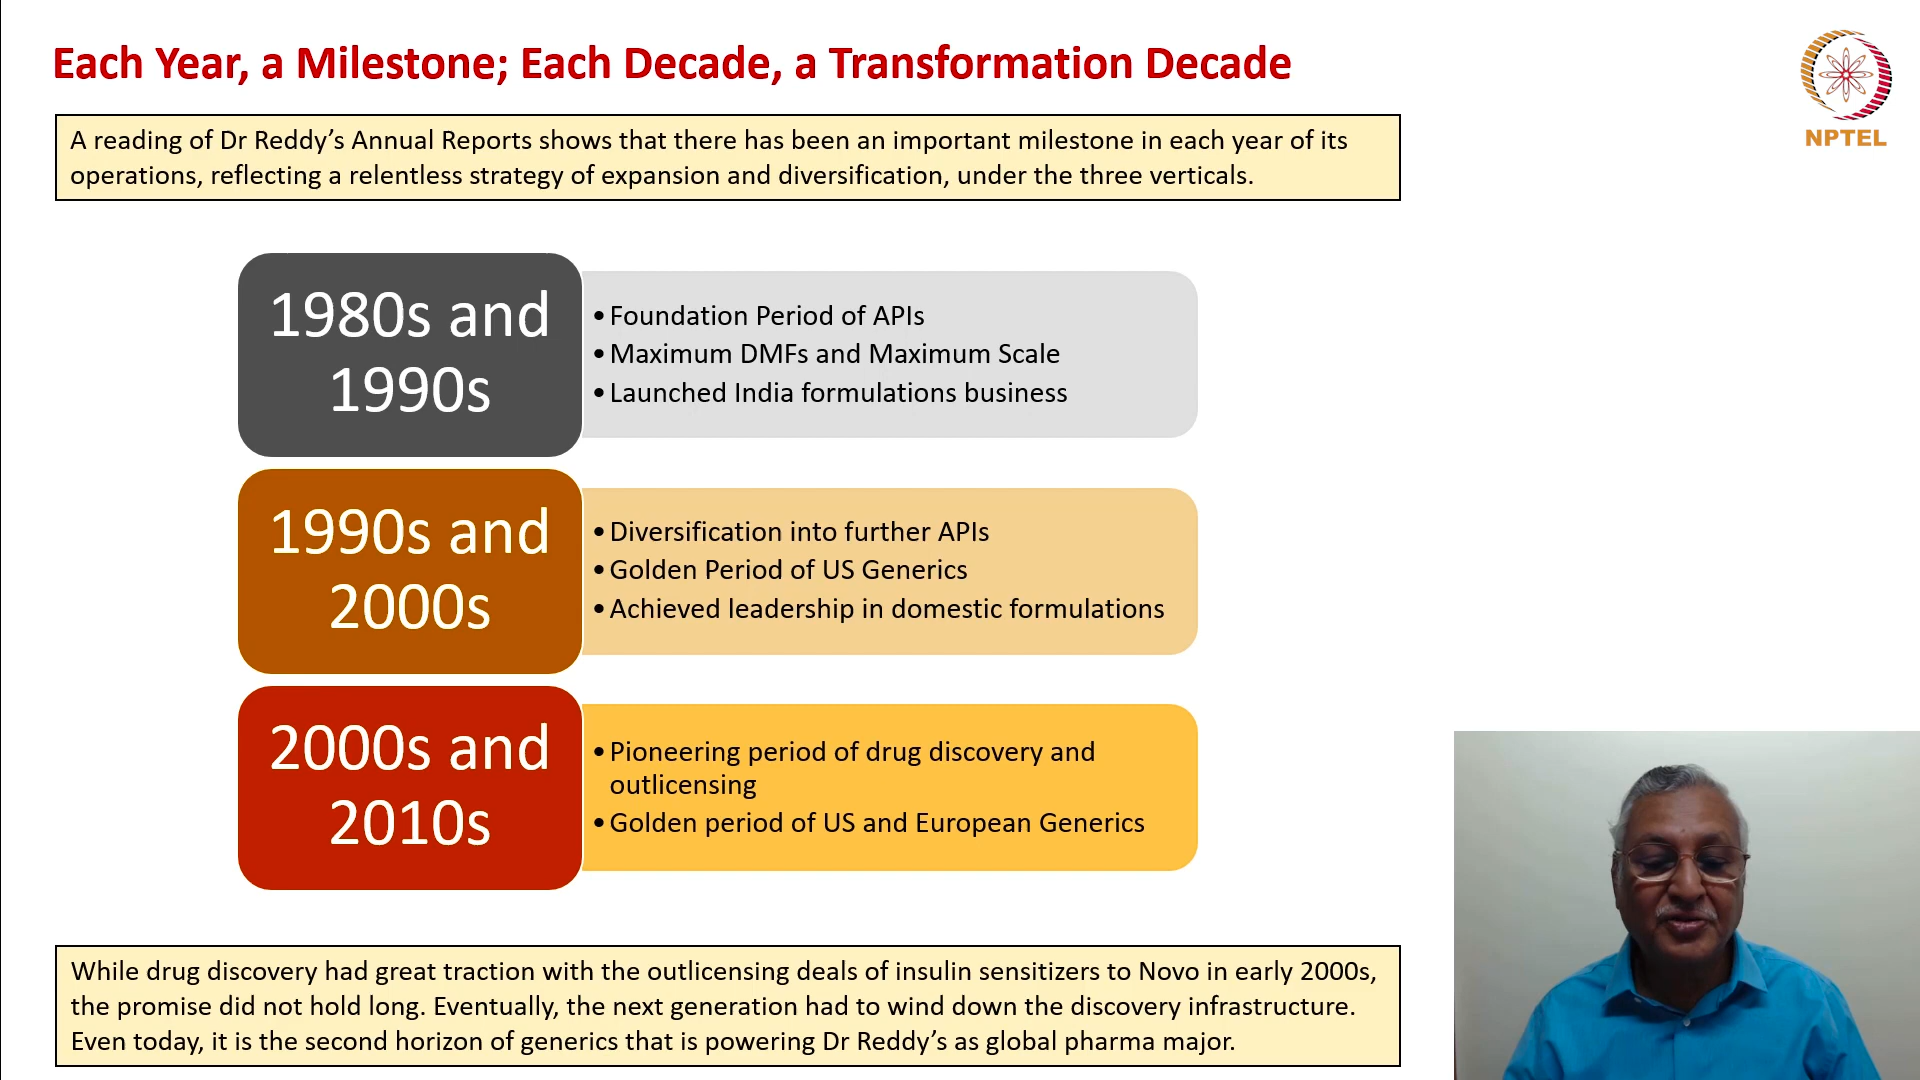 Each Year, a Milestone; Each Decade, a Transformation Decade
NPTEL
A reading of Dr Reddy's Annual Reports shows that there has been an important milestone in each year of its
operations, reflecting a relentless strategy of expansion and diversification, under the three verticals.
1980s and
1990s
• Foundation Period of APIs
• Maximum DMFs and Maximum Scale
• Launched India formulations business
1990s and
2000s
• Diversification into further APIs
• Golden Period of US Generics
• Achieved leadership in domestic formulations
2000s and
2010s
• Pioneering period of drug discovery and
outlicensing
• Golden period of US and European Generics
While drug discovery had great traction with the outlicensing deals of insulin sensitizers to Novo in early 2000s,
the promise did not hold long. Eventually, the next generation had to wind down the discovery infrastructure.
Even today, it is the second horizon of generics that is powering Dr Reddy's as global pharma major.